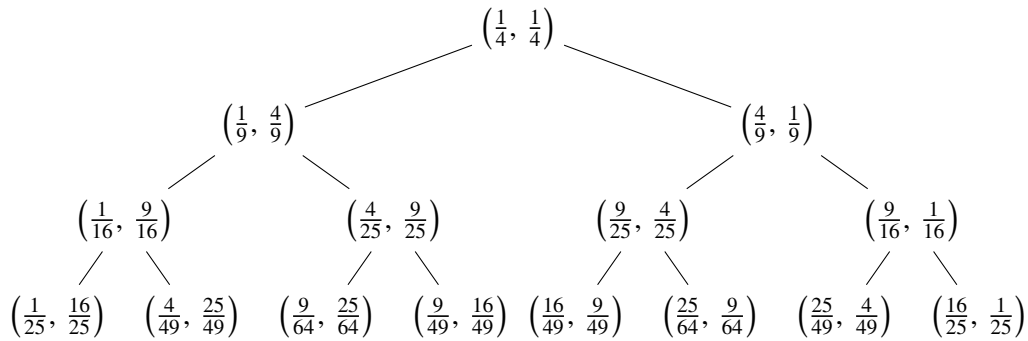 (1/4, 1/4)
(1/9, 4/9) (4/9, 1/9)
(1/16, 9/16) (4/25, 9/25) (9/25, 4/25) (9/16, 1/16)
(1/25, 16/25) (4/49, 25/49) (9/64, 25/64) (9/49, 16/49) (16/49, 9/49) (25/64, 9/64) (25/49, 4/49) (16/25, 1/25)